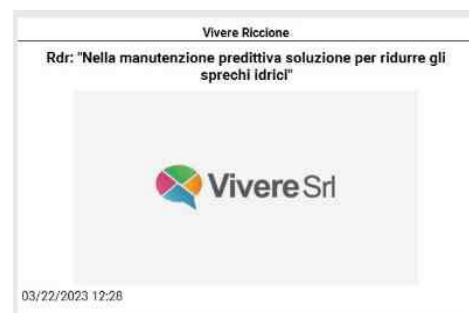 Vivere Riccione
Rdr: "Nella manutenzione predittiva soluzione per ridurre gli
sprechi idrici"
Vivere Srl
03/22/2023 12:28